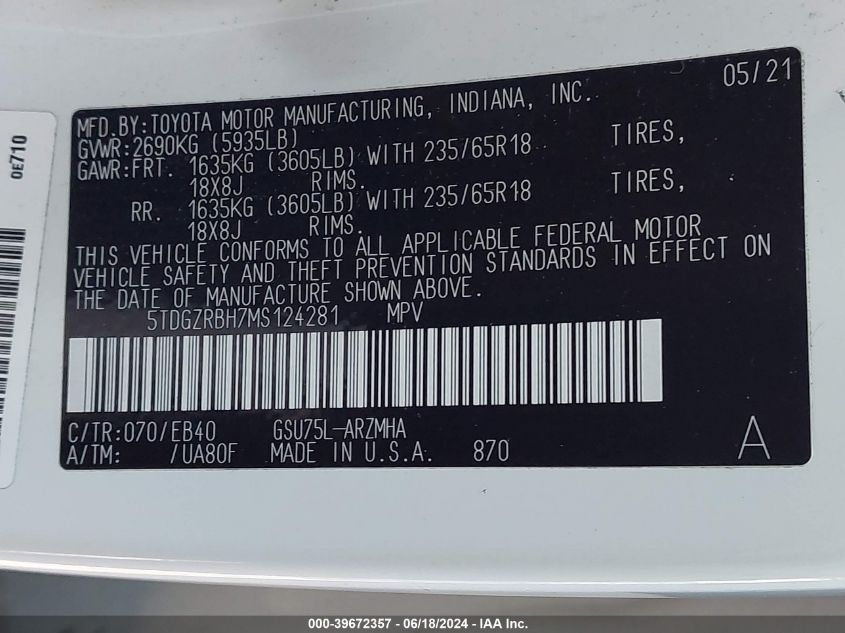 05/21
MFD.BY:TOYOTA MOTOR MANUFACTURING, INDIANA, INC.
GVWR:2690KG (5935LB)
GAWR:FRT. 1635KG (3605LB) WITH 235/65R18 TIRES,
18X8J RIMS.
RR. 1635KG (3605LB) WITH 235/65R18 TIRES,
18X8J RIMS.
THIS VEHICLE CONFORMS TO ALL APPLICABLE FEDERAL MOTOR
VEHICLE SAFETY AND THEFT PREVENTION STANDARDS IN EFFECT ON
THE DATE OF MANUFACTURE SHOWN ABOVE.
5TDGZRBH7MS124281 MPV
C/TR:070/EB40 GSU75L-ARZMHA
A/TM: /UA80F MADE IN U.S.A. 870 A
0E710
000-39672357 | 06/18/2024 - IAA Inc.